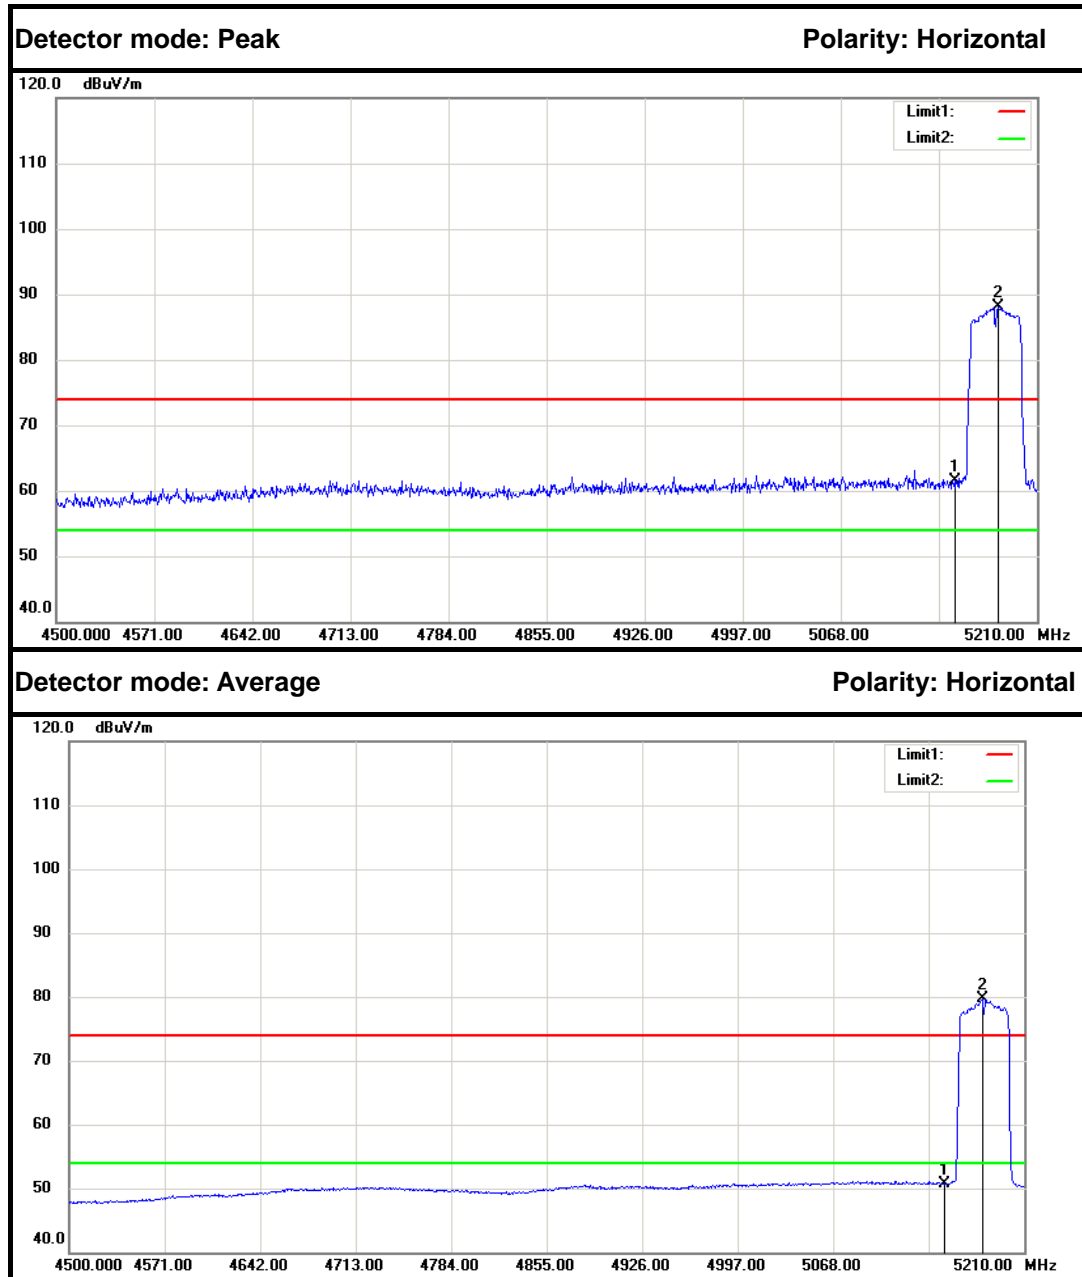 Detector mode: Peak Polarity: Horizontal
120.0 dBuV/m
Limit1:
Limit2:
110
100
90
2
80
70
1
60
50
40.0
4500.000 4571.00 4642.00 4713.00 4784.00 4855.00 4926.00 4997.00 5068.00 5210.00 MHz
Detector mode: Average Polarity: Horizontal
120.0 dBuV/m
Limit1:
Limit2:
110
100
90
2
80
70
60
1
50
40.0
4500.000 4571.00 4642.00 4713.00 4784.00 4855.00 4926.00 4997.00 5068.00 5210.00 MHz